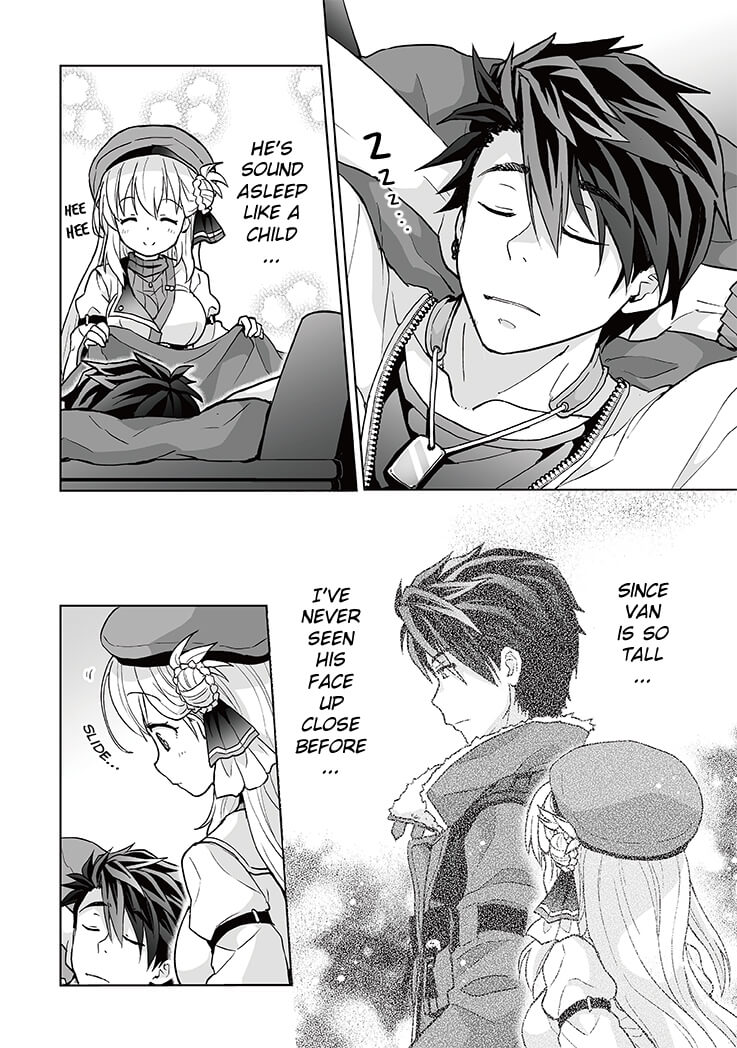 Z
Z
Z...
HE'S
SOUND
ASLEEP
LIKE A
CHILD
...
HEE
HEE
SINCE
VAN
IS SO
TALL
...
I'VE
NEVER
SEEN
HIS
FACE
UP
CLOSE
BEFORE
...
SLIDE...